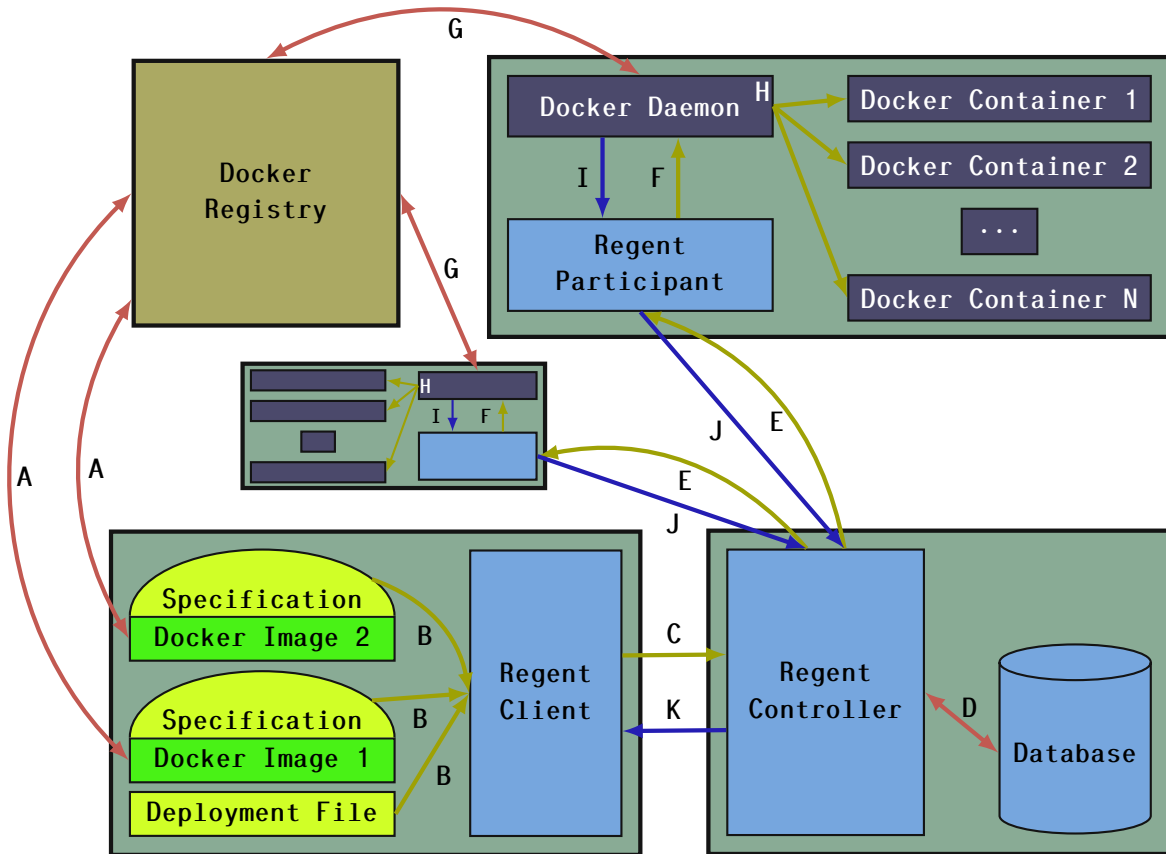 G
Docker Daemon
H
Docker Container 1
Docker Container 2
...
Docker Container N
I
F
Regent
Participant
Docker
Registry
G
H
I
F
A
A
J
E
E
J
Specification
Docker Image 2
Specification
Docker Image 1
Deployment File
B
B
B
Regent
Client
C
K
Regent
Controller
D
Database